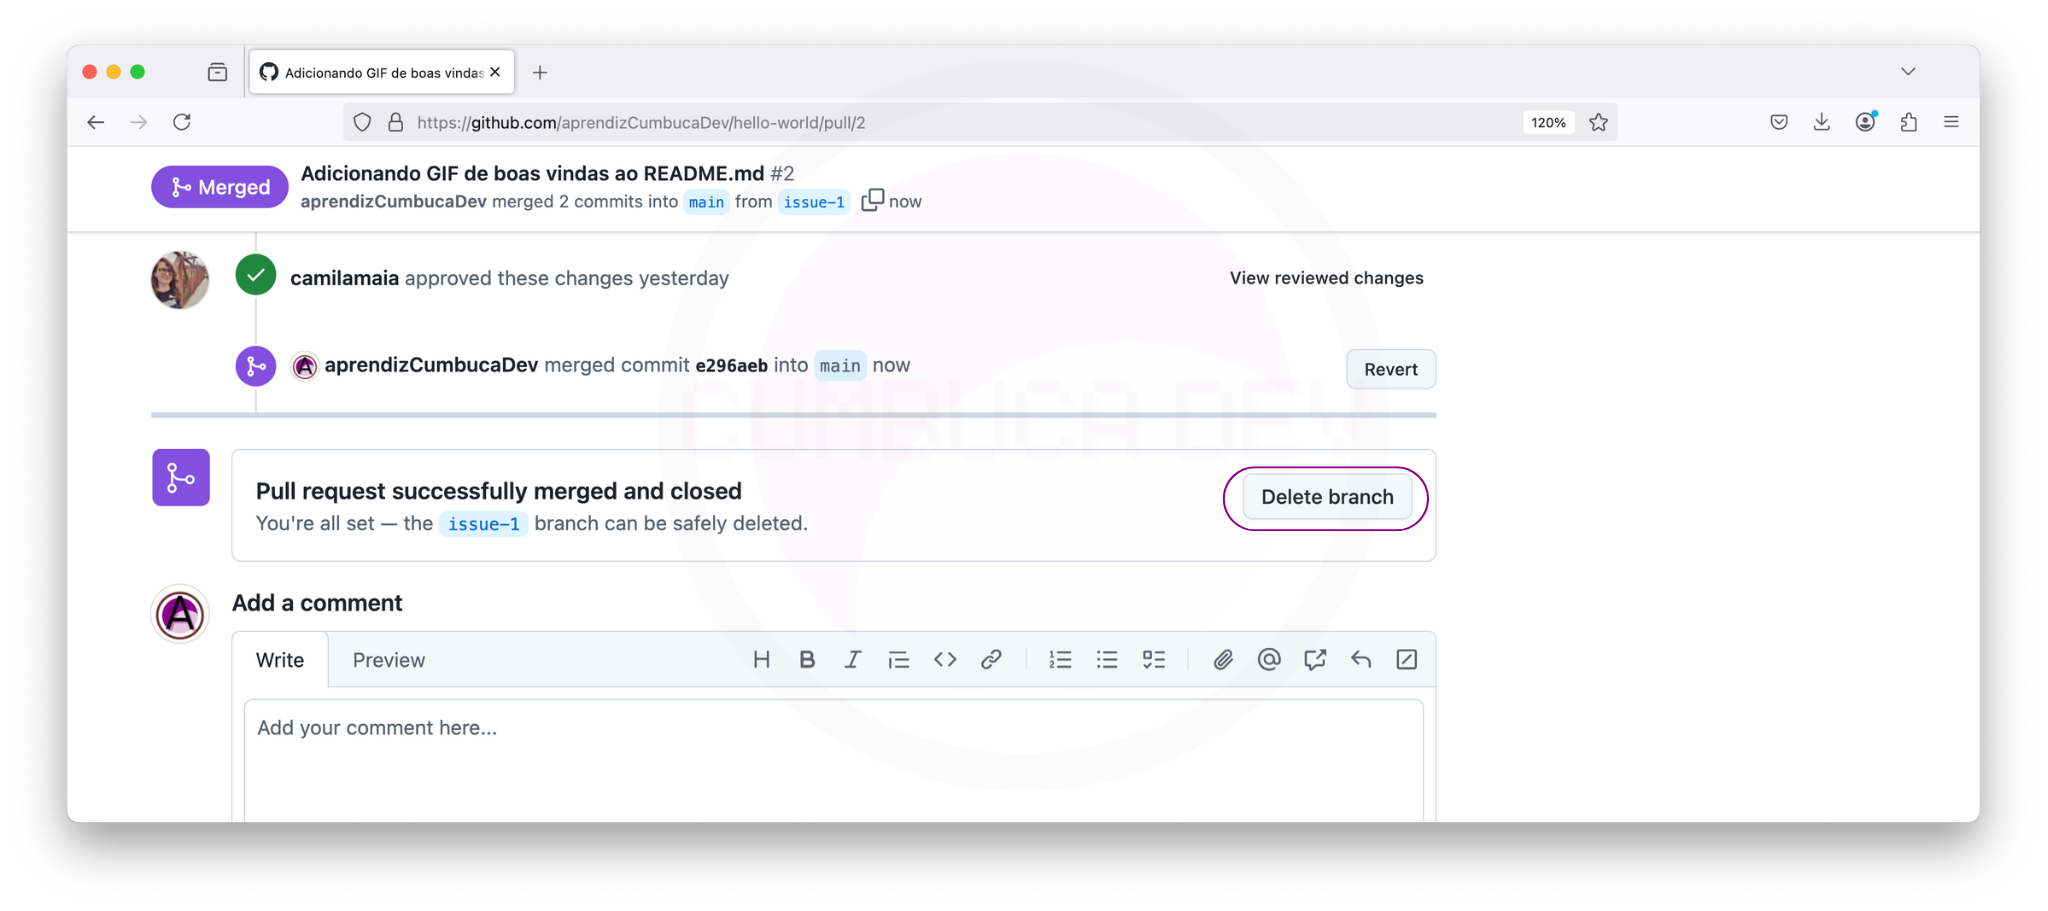 Adicionando GIF de boas vindas
https://github.com/aprendizCumbucaDev/hello-world/pull/2
120%
Merged
Adicionando GIF de boas vindas ao README.md #2
aprendizCumbucaDev merged 2 commits into main from issue-1 now
camilamaia approved these changes yesterday
View reviewed changes
aprendizCumbucaDev merged commit e296aeb into main now
Revert
CUMBUCA DEV
Pull request successfully merged and closed
You're all set — the issue-1 branch can be safely deleted.
Delete branch
A
Add a comment
Write
Preview
Add your comment here...